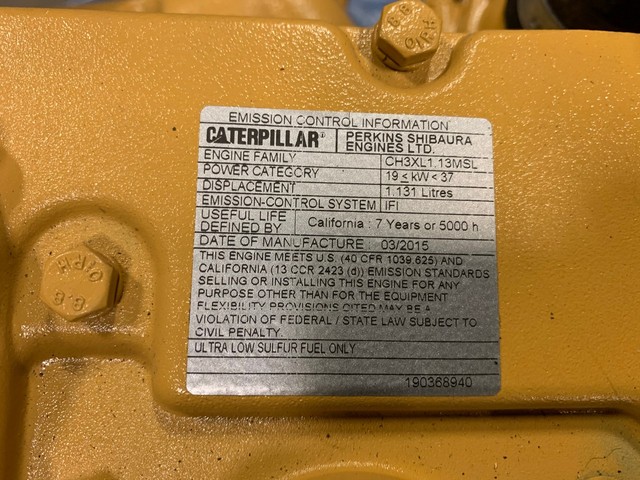 EMISSION CONTROL INFORMATION
CATERPILLAR® PERKINS SHIBAURA ENGINES LTD.
ENGINE FAMILY CH3XL1.13MSL
POWER CATEGORY 19 ≤ kW < 37
DISPLACEMENT 1.131 Litres
EMISSION-CONTROL SYSTEM IFI
USEFUL LIFE DEFINED BY California : 7 Years or 5000 h
DATE OF MANUFACTURE 03/2015
THIS ENGINE MEETS U.S. (40 CFR 1039.625) AND
CALIFORNIA (13 CCR 2423 (d)) EMISSION STANDARDS
SELLING OR INSTALLING THIS ENGINE FOR ANY
PURPOSE OTHER THAN FOR THE EQUIPMENT
FLEXIBILITY PROVISIONS CITED MAY BE A
VIOLATION OF FEDERAL / STATE LAW SUBJECT TO
CIVIL PENALTY.
ULTRA LOW SULFUR FUEL ONLY
190368940